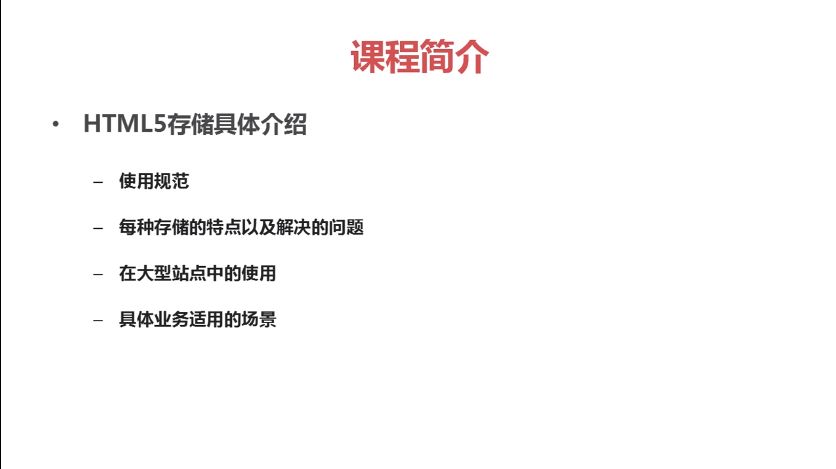 课程简介
• HTML5存储具体介绍
– 使用规范
– 每种存储的特点以及解决的问题
– 在大型站点中的使用
– 具体业务适用的场景